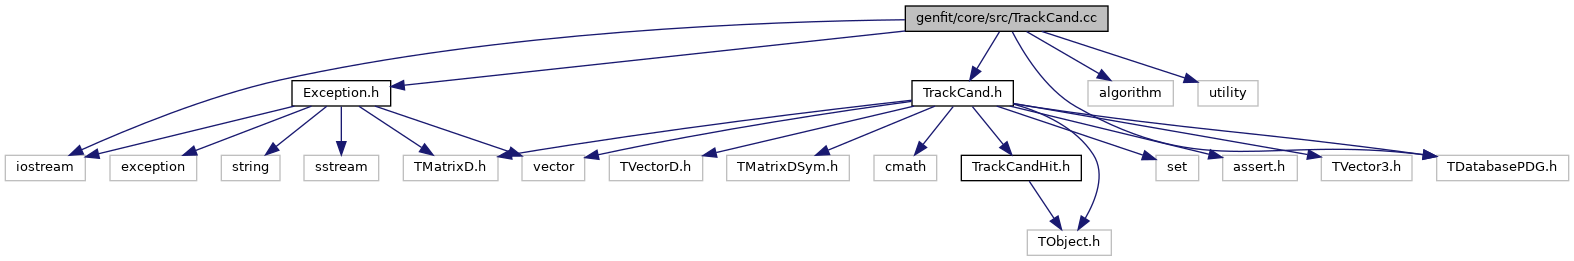 genfit/core/src/TrackCand.cc
Exception.h
TrackCand.h
algorithm
utility
iostream
exception
string
sstream
TMatrixD.h
vector
TVectorD.h
TMatrixDSym.h
cmath
TrackCandHit.h
set
assert.h
TVector3.h
TDatabasePDG.h
TObject.h